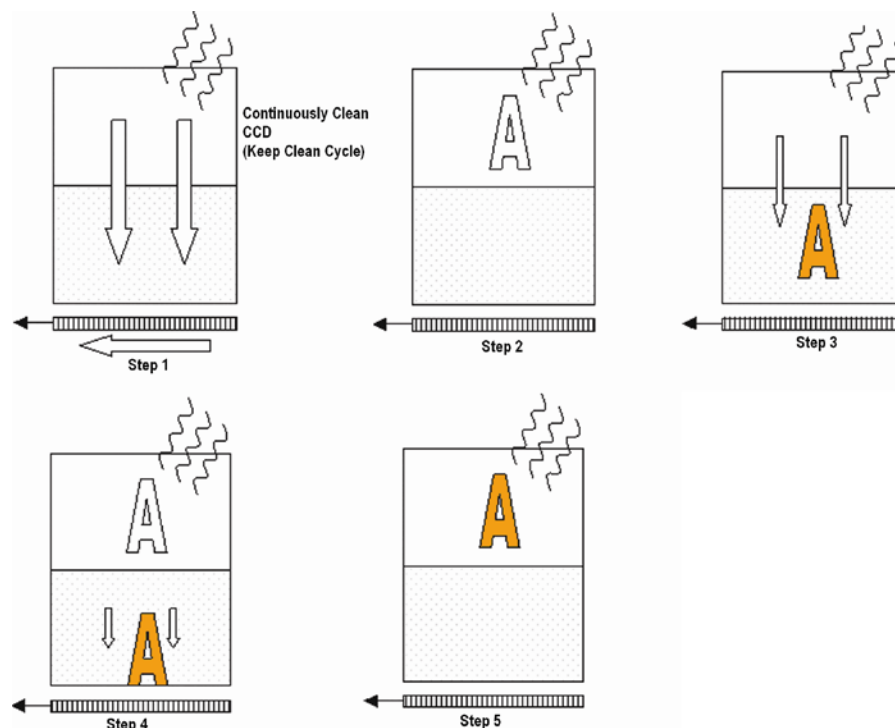 Continuously Clean
CCD
(Keep Clean Cycle)
A
Step 1
Step 2
A
Step 3
A
A
Step 4
A
Step 5